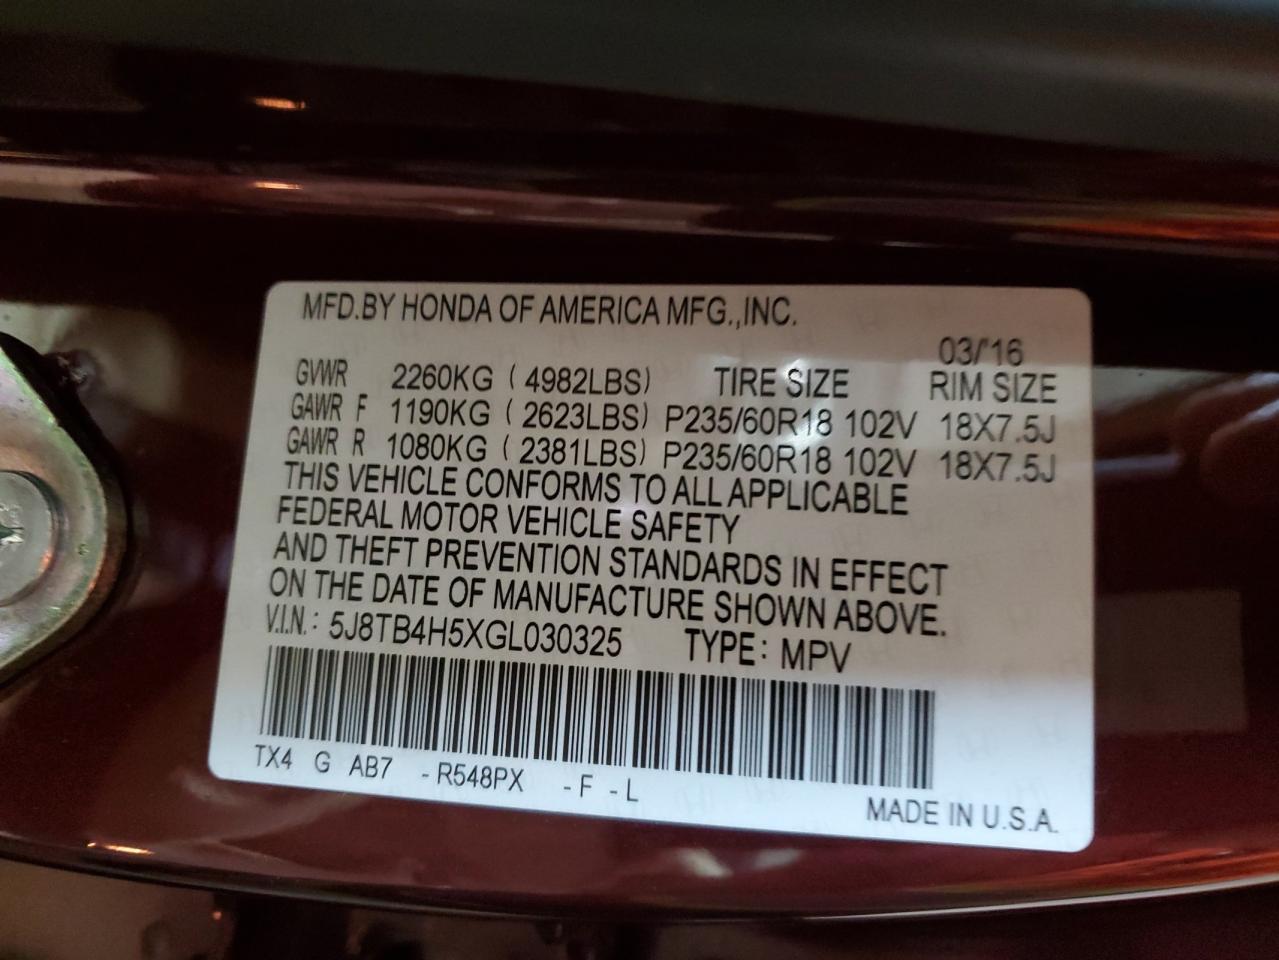 MFD.BY HONDA OF AMERICA MFG.,INC.
03/'16
GVWR 2260KG ( 4982LBS) TIRE SIZE RIM SIZE
GAWR F 1190KG ( 2623LBS) P235/60R18 102V 18X7.5J
GAWR R 1080KG ( 2381LBS) P235/60R18 102V 18X7.5J
THIS VEHICLE CONFORMS TO ALL APPLICABLE
FEDERAL MOTOR VEHICLE SAFETY
AND THEFT PREVENTION STANDARDS IN EFFECT
ON THE DATE OF MANUFACTURE SHOWN ABOVE.
V.I.N.: 5J8TB4H5XGL030325 TYPE: MPV
TX4 G AB7 -R548PX -F -L
MADE IN U.S.A.